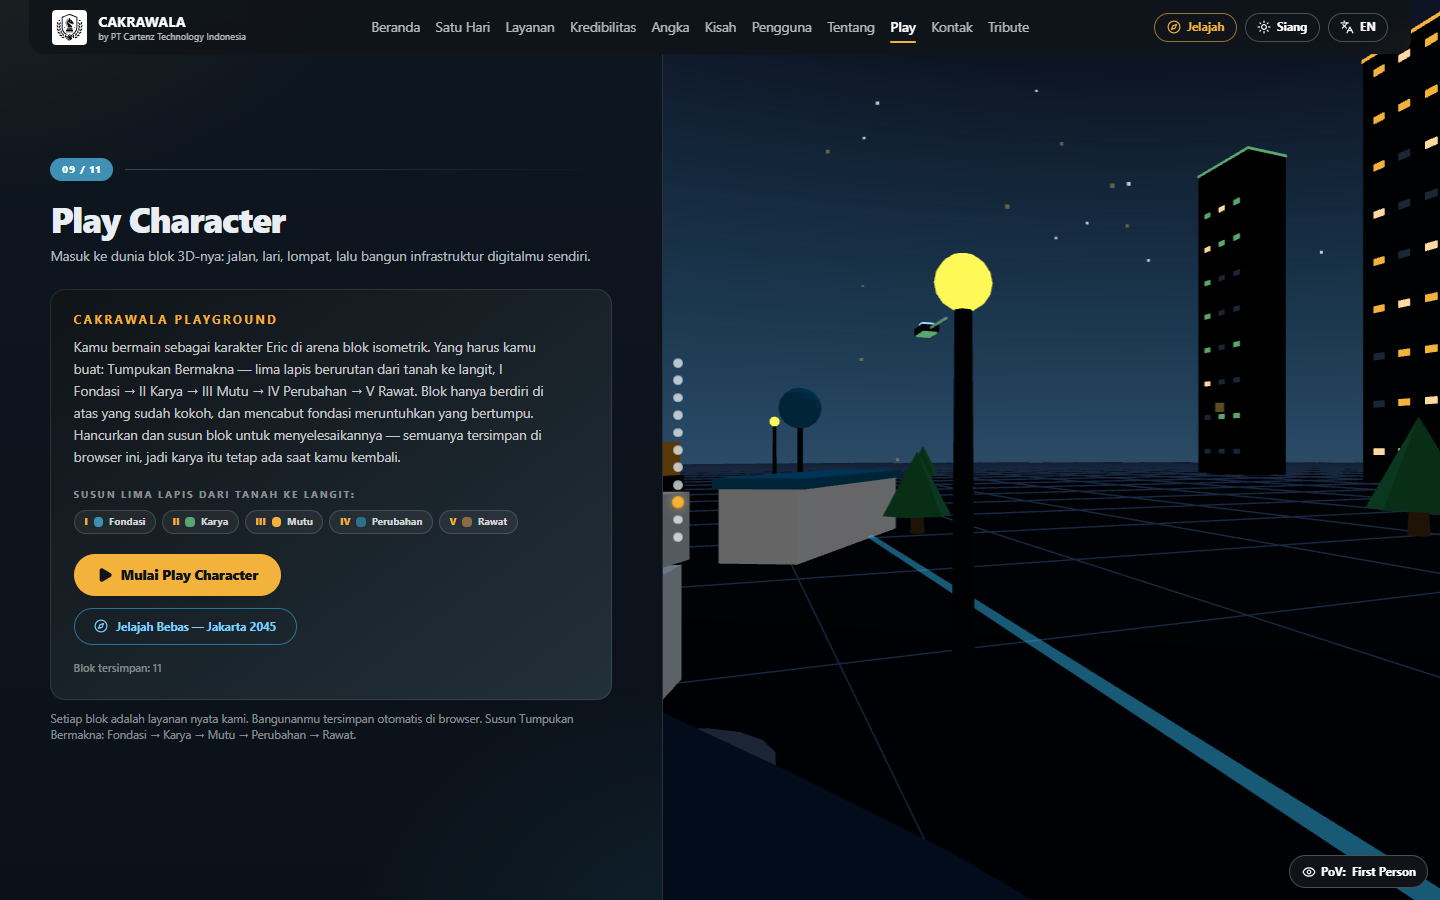 CAKRAWALA
by PT Cartenz Technology Indonesia
Beranda Satu Hari Layanan Kredibilitas Angka Kisah Pengguna Tentang Play Kontak Tribute
Jelajah Siang EN
09 / 11
Play Character
Masuk ke dunia blok 3D-nya: jalan, lari, lompat, lalu bangun infrastruktur digitalmu sendiri.
CAKRAWALA PLAYGROUND
Kamu bermain sebagai karakter Eric di arena blok isometrik. Yang harus kamu
buat: Tumpukan Bermakna — lima lapis berurutan dari tanah ke langit, I
Fondasi → II Karya → III Mutu → IV Perubahan → V Rawat. Blok hanya berdiri di
atas yang sudah kokoh, dan mencabut fondasi meruntuhkan yang bertumpu.
Hancurkan dan susun blok untuk menyelesaikannya — semuanya tersimpan di
browser ini, jadi karya itu tetap ada saat kamu kembali.
SUSUN LIMA LAPIS DARI TANAH KE LANGIT:
I Fondasi II Karya III Mutu IV Perubahan V Rawat
Mulai Play Character
Jelajah Bebas — Jakarta 2045
Blok tersimpan: 11
Setiap blok adalah layanan nyata kami. Bangunanmu tersimpan otomatis di browser. Susun Tumpukan
Bermakna: Fondasi → Karya → Mutu → Perubahan → Rawat.
PoV: First Person